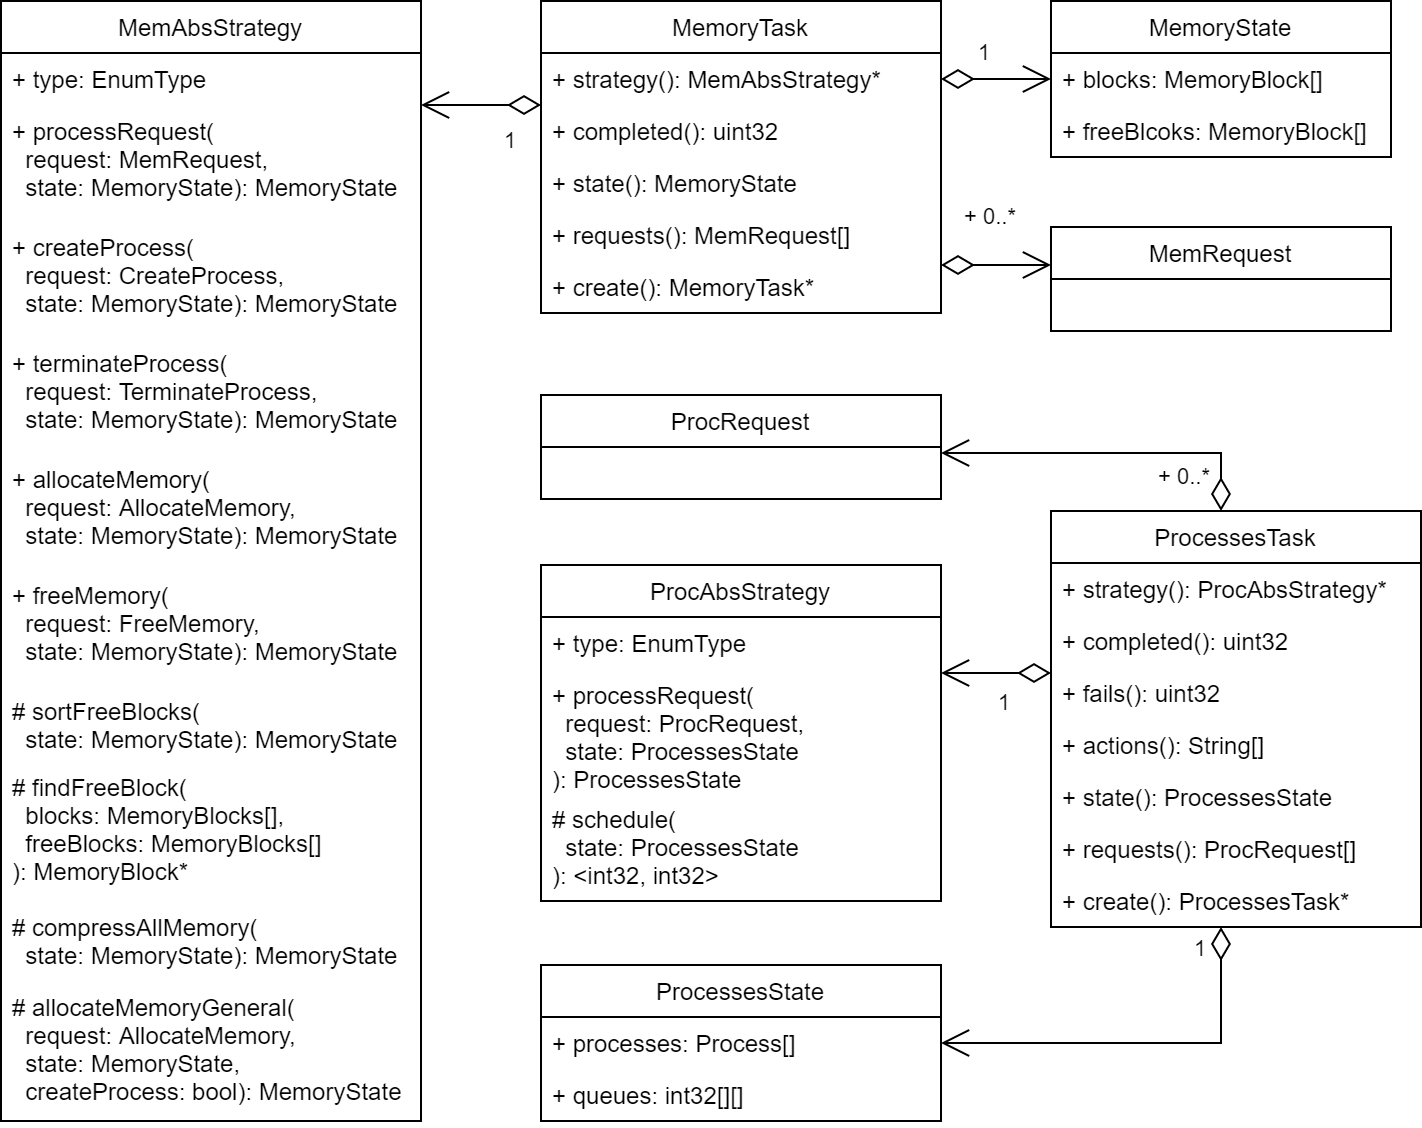 MemAbsStrategy
+ type: EnumType
+ processRequest(
request: MemRequest,
state: MemoryState): MemoryState
+ createProcess(
request: CreateProcess,
state: MemoryState): MemoryState
+ terminateProcess(
request: TerminateProcess,
state: MemoryState): MemoryState
+ allocateMemory(
request: AllocateMemory,
state: MemoryState): MemoryState
+ freeMemory(
request: FreeMemory,
state: MemoryState): MemoryState
# sortFreeBlocks(
state: MemoryState): MemoryState
# findFreeBlock(
blocks: MemoryBlocks[],
freeBlocks: MemoryBlocks[]
): MemoryBlock*
# compressAllMemory(
state: MemoryState): MemoryState
# allocateMemoryGeneral(
request: AllocateMemory,
state: MemoryState,
createProcess: bool): MemoryState
1
MemoryTask
+ strategy(): MemAbsStrategy*
+ completed(): uint32
+ state(): MemoryState
+ requests(): MemRequest[]
+ create(): MemoryTask*
1
MemoryState
+ blocks: MemoryBlock[]
+ freeBlcoks: MemoryBlock[]
+ 0..*
MemRequest
ProcRequest
+ 0..*
ProcAbsStrategy
+ type: EnumType
+ processRequest(
request: ProcRequest,
state: ProcessesState
): ProcessesState
# schedule(
state: ProcessesState
): <int32, int32>
1
ProcessesTask
+ strategy(): ProcAbsStrategy*
+ completed(): uint32
+ fails(): uint32
+ actions(): String[]
+ state(): ProcessesState
+ requests(): ProcRequest[]
+ create(): ProcessesTask*
1
ProcessesState
+ processes: Process[]
+ queues: int32[][]